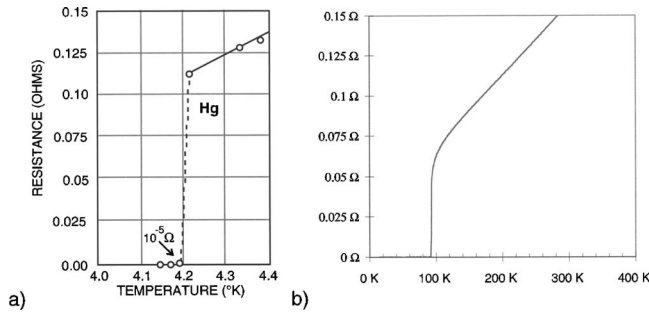 0.150
0.125
0.10
0.075
0.05
0.025
0.00
RESISTANCE (OHMS)
Hg
10⁻⁵Ω
4.0 4.1 4.2 4.3 4.4
TEMPERATURE (°K)
a)
0.15 Ω
0.125 Ω
0.1 Ω
0.075 Ω
0.05 Ω
0.025 Ω
0 Ω
0 K 100 K 200 K 300 K 400 K
b)